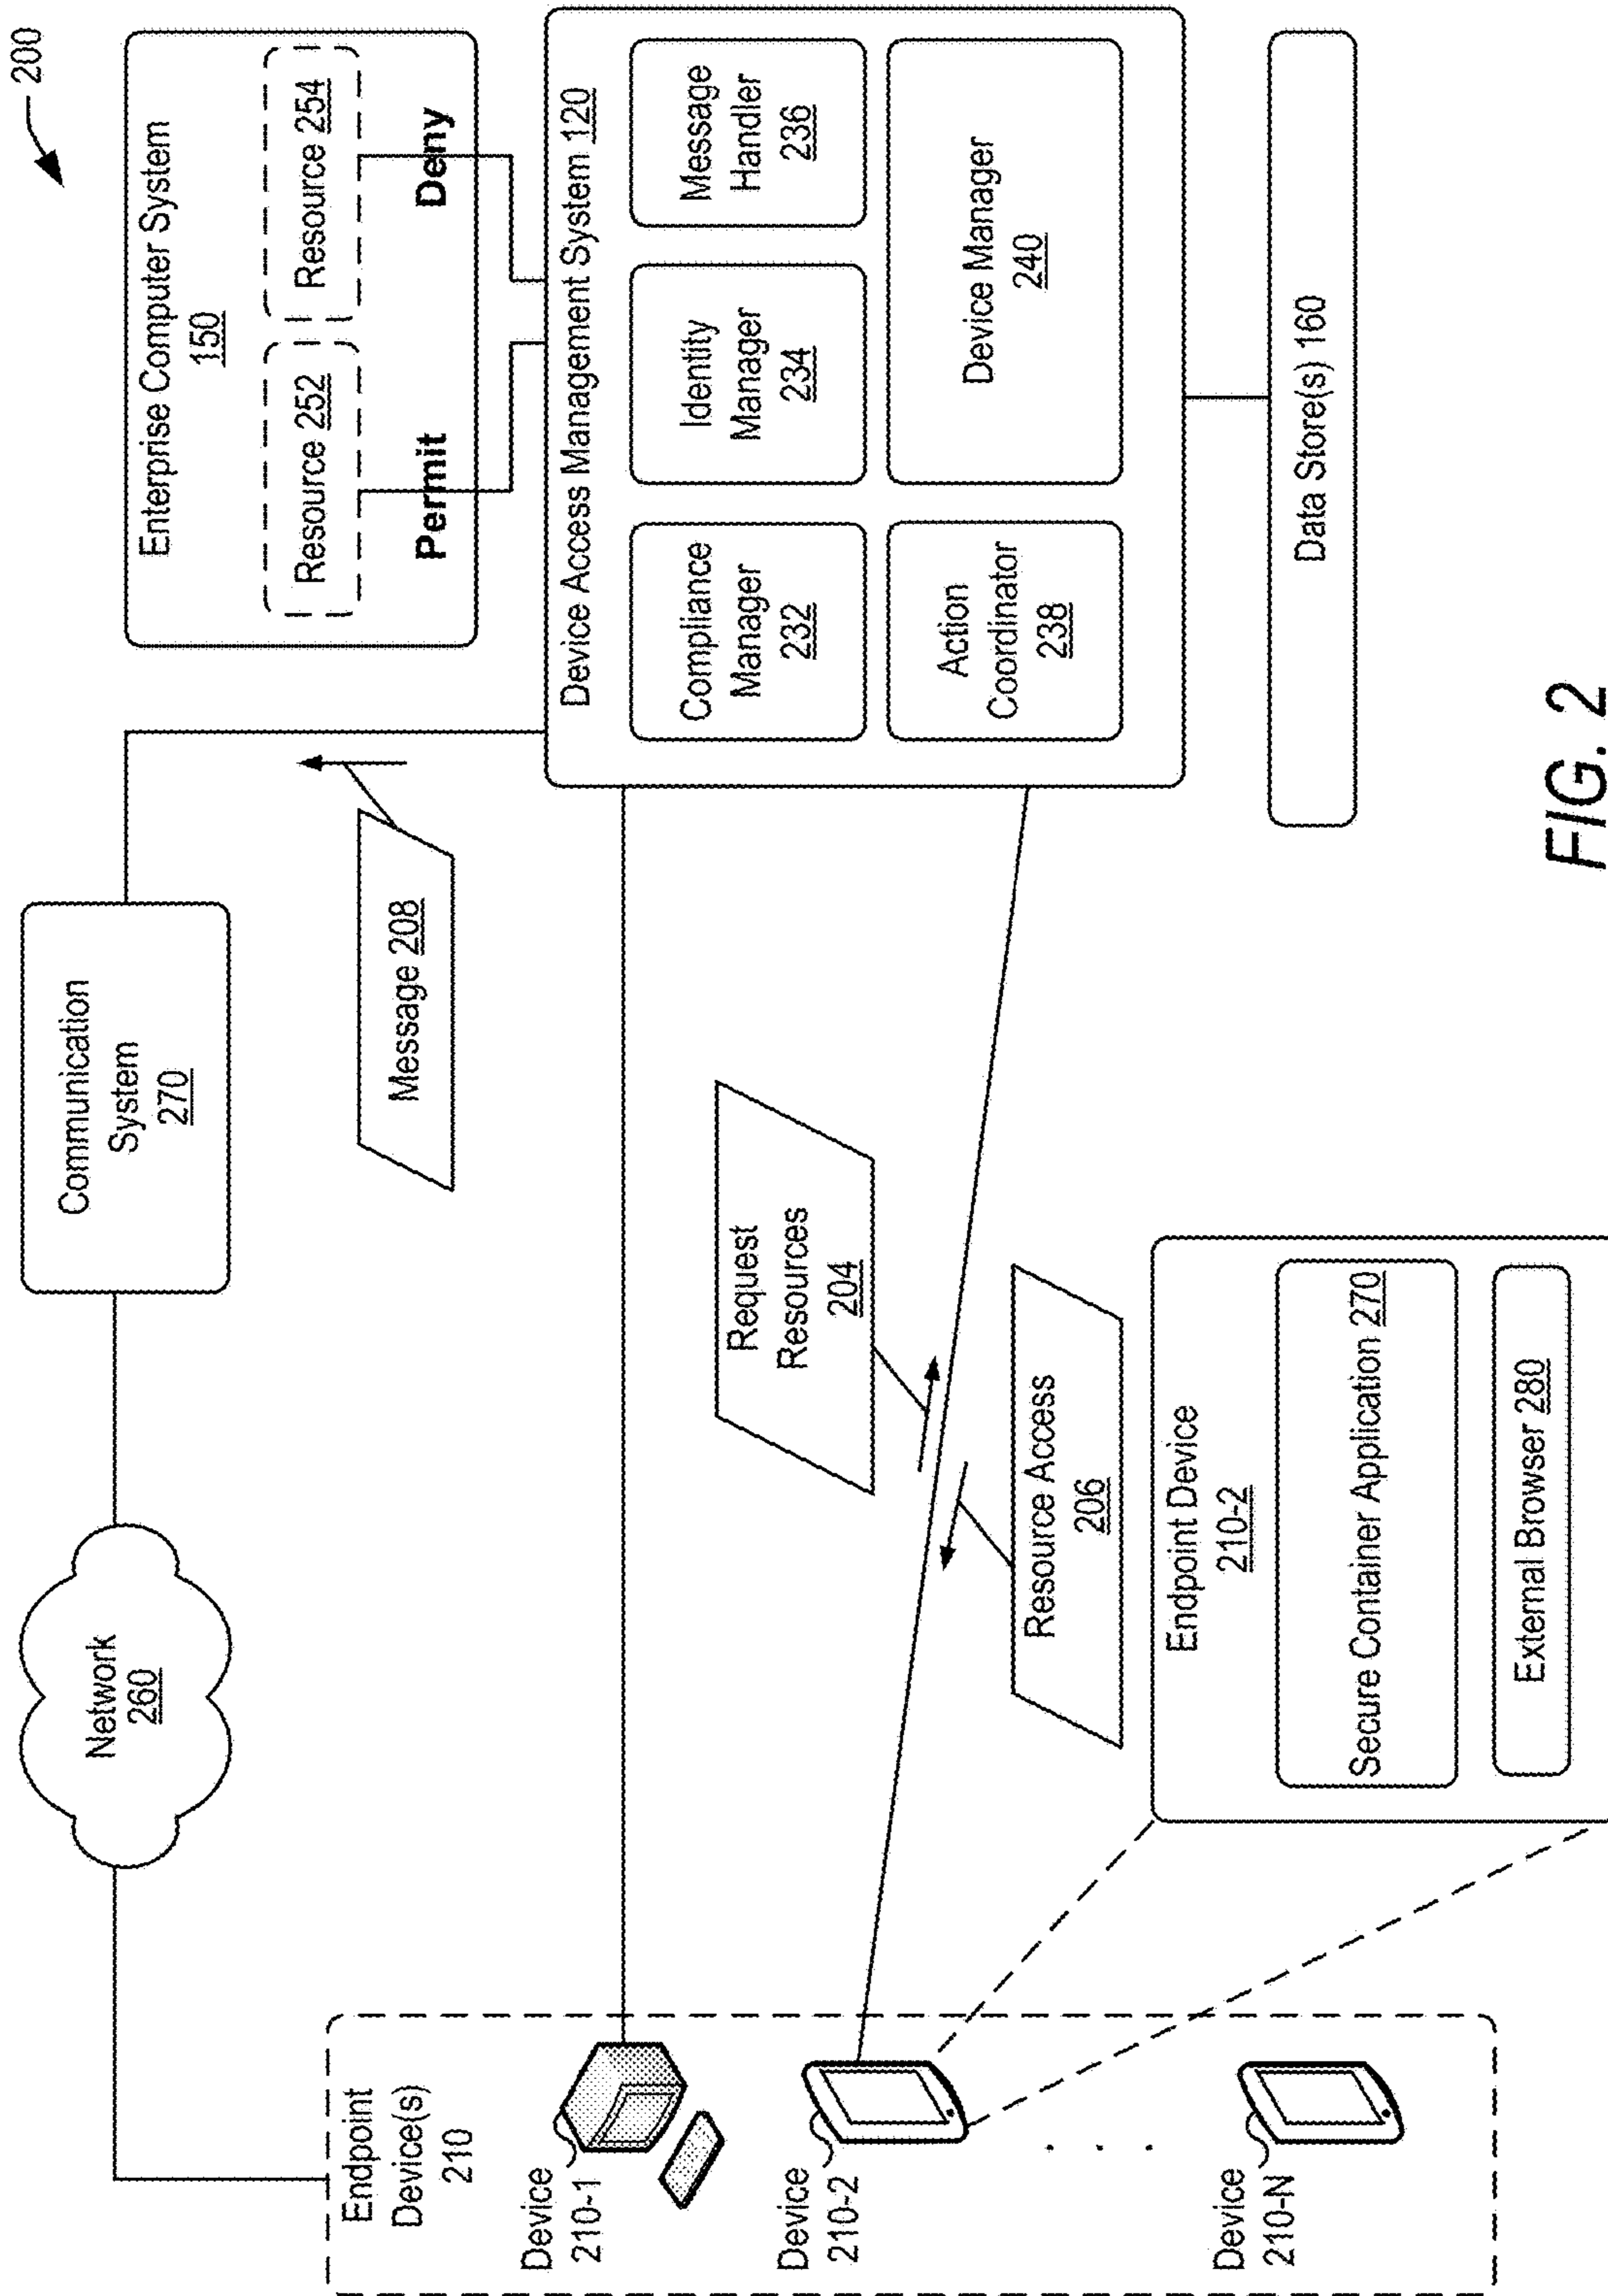 200
Endpoint
Device(s)
210
Device
210-1
Device
210-2
. . .
Device
210-N
Network
260
Communication
System
270
Message 208
Request
Resources
204
Resource Access
206
Endpoint Device
210-2
Secure Container Application 270
External Browser 280
Enterprise Computer System
150
Resource 252
Resource 254
Permit
Deny
Device Access Management System 120
Compliance
Manager
232
Identity
Manager
234
Message
Handler
236
Action
Coordinator
238
Device Manager
240
Data Store(s) 160
FIG. 2